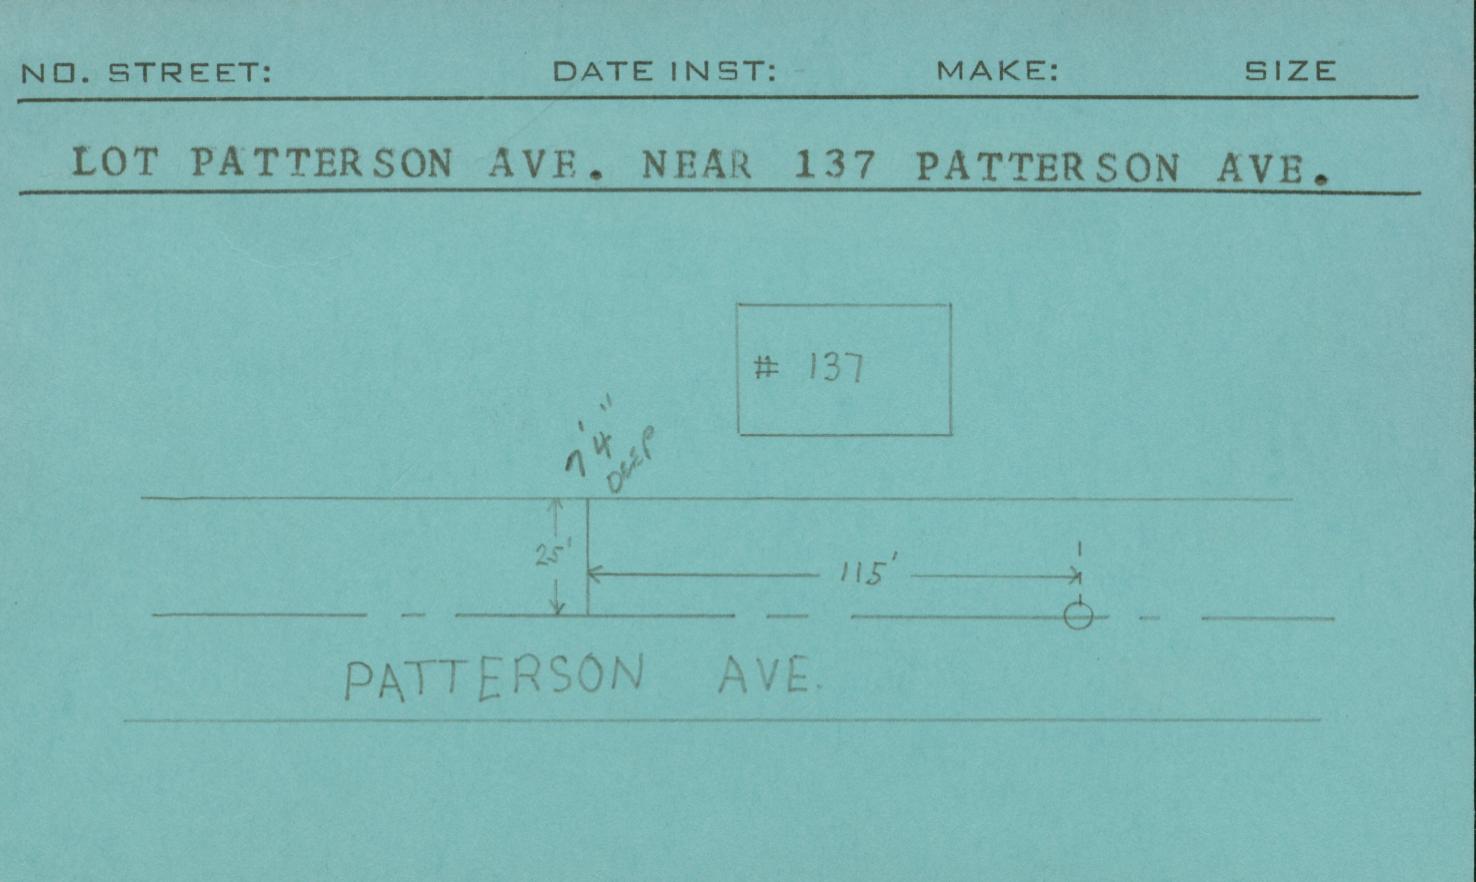 NO. STREET: DATE INST: MAKE: SIZE
LOT PATTERSON AVE. NEAR 137 PATTERSON AVE.
# 137
7'4"
DEEP
25'
115'
PATTERSON AVE.